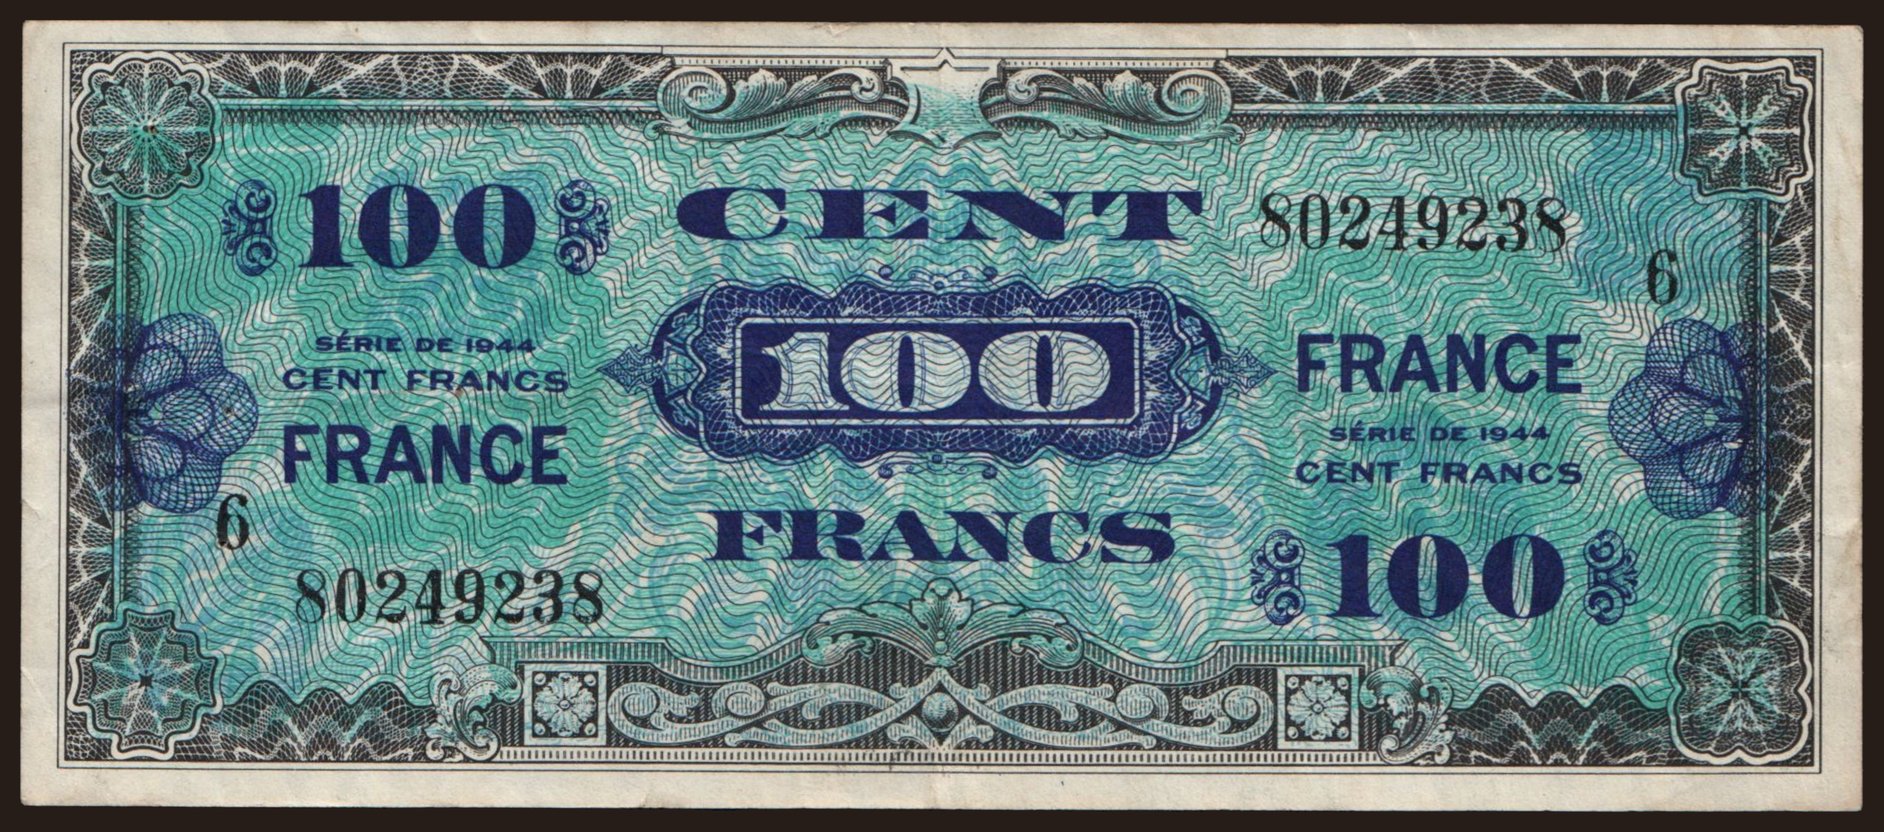 100 CENT 80249238
6
SÉRIE DE 1944
CENT FRANCS
FRANCE
100
FRANCE
SÉRIE DE 1944
CENT FRANCS
6
FRANCS
80249238
100